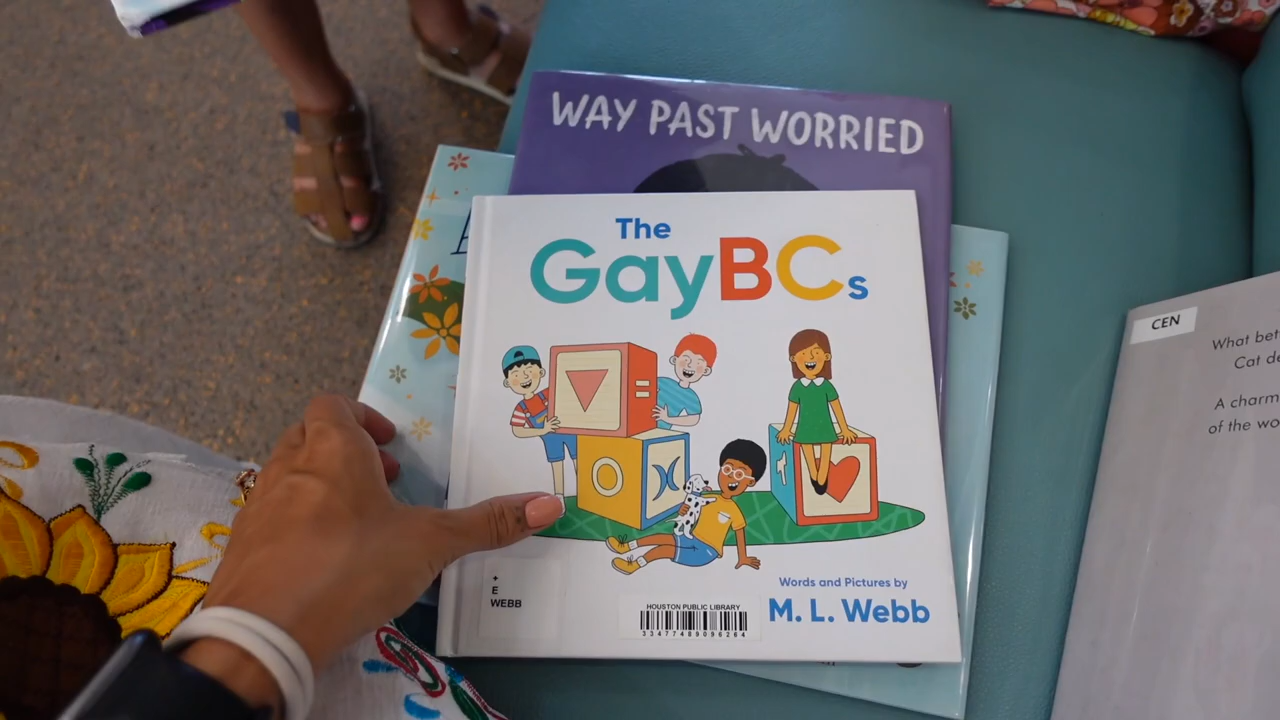 WAY PAST WORRIED
The
GayBCs
Words and Pictures by
M. L. Webb
+
E
WEBB
HOUSTON PUBLIC LIBRARY
33477489096264
CEN
What bet
Cat de
A charm
of the wo